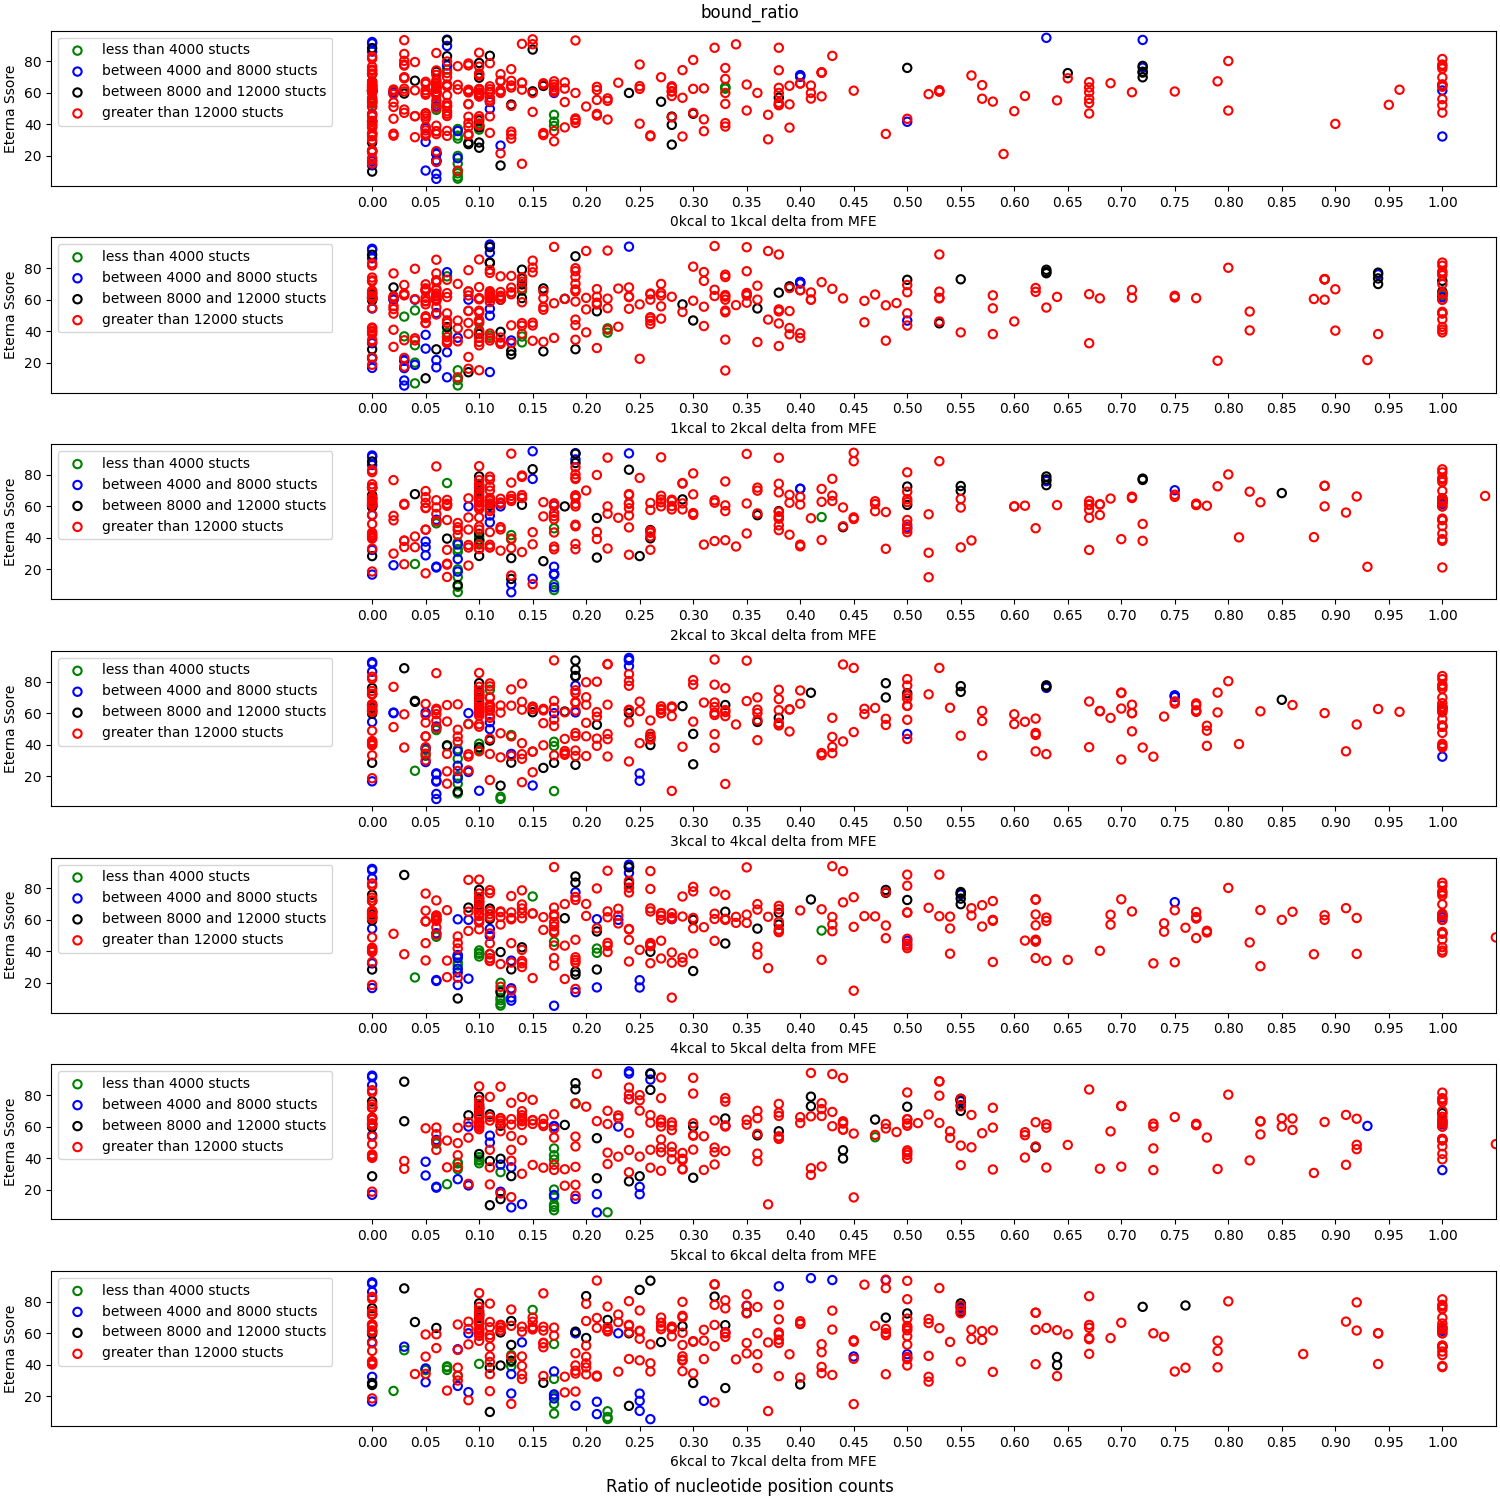 bound_ratio
less than 4000 stucts
between 4000 and 8000 stucts
between 8000 and 12000 stucts
greater than 12000 stucts
Eterna Ssore
80
60
40
20
0.00 0.05 0.10 0.15 0.20 0.25 0.30 0.35 0.40 0.45 0.50 0.55 0.60 0.65 0.70 0.75 0.80 0.85 0.90 0.95 1.00
0kcal to 1kcal delta from MFE
less than 4000 stucts
between 4000 and 8000 stucts
between 8000 and 12000 stucts
greater than 12000 stucts
Eterna Ssore
80
60
40
20
0.00 0.05 0.10 0.15 0.20 0.25 0.30 0.35 0.40 0.45 0.50 0.55 0.60 0.65 0.70 0.75 0.80 0.85 0.90 0.95 1.00
1kcal to 2kcal delta from MFE
less than 4000 stucts
between 4000 and 8000 stucts
between 8000 and 12000 stucts
greater than 12000 stucts
Eterna Ssore
80
60
40
20
0.00 0.05 0.10 0.15 0.20 0.25 0.30 0.35 0.40 0.45 0.50 0.55 0.60 0.65 0.70 0.75 0.80 0.85 0.90 0.95 1.00
2kcal to 3kcal delta from MFE
less than 4000 stucts
between 4000 and 8000 stucts
between 8000 and 12000 stucts
greater than 12000 stucts
Eterna Ssore
80
60
40
20
0.00 0.05 0.10 0.15 0.20 0.25 0.30 0.35 0.40 0.45 0.50 0.55 0.60 0.65 0.70 0.75 0.80 0.85 0.90 0.95 1.00
3kcal to 4kcal delta from MFE
less than 4000 stucts
between 4000 and 8000 stucts
between 8000 and 12000 stucts
greater than 12000 stucts
Eterna Ssore
80
60
40
20
0.00 0.05 0.10 0.15 0.20 0.25 0.30 0.35 0.40 0.45 0.50 0.55 0.60 0.65 0.70 0.75 0.80 0.85 0.90 0.95 1.00
4kcal to 5kcal delta from MFE
less than 4000 stucts
between 4000 and 8000 stucts
between 8000 and 12000 stucts
greater than 12000 stucts
Eterna Ssore
80
60
40
20
0.00 0.05 0.10 0.15 0.20 0.25 0.30 0.35 0.40 0.45 0.50 0.55 0.60 0.65 0.70 0.75 0.80 0.85 0.90 0.95 1.00
5kcal to 6kcal delta from MFE
less than 4000 stucts
between 4000 and 8000 stucts
between 8000 and 12000 stucts
greater than 12000 stucts
Eterna Ssore
80
60
40
20
0.00 0.05 0.10 0.15 0.20 0.25 0.30 0.35 0.40 0.45 0.50 0.55 0.60 0.65 0.70 0.75 0.80 0.85 0.90 0.95 1.00
6kcal to 7kcal delta from MFE
Ratio of nucleotide position counts